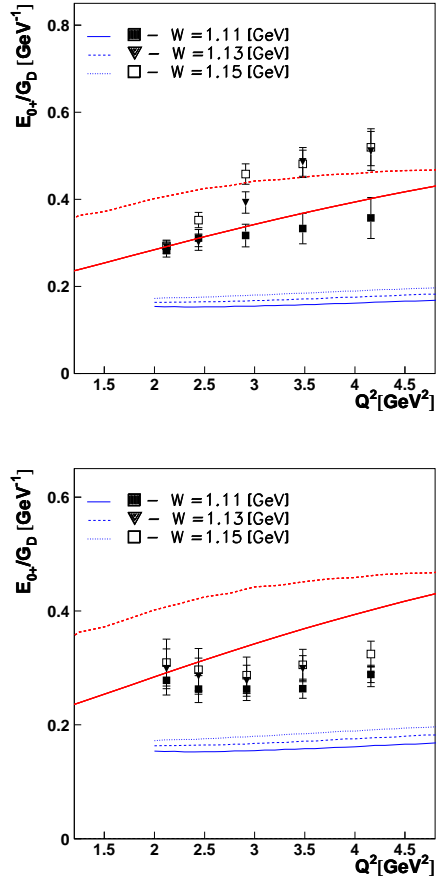 0.8
■ – W = 1.11 [GeV]
▼ – W = 1.13 [GeV]
□ – W = 1.15 [GeV]
E0+/GD [GeV-1]
0.6
0.4
0.2
0
1.5 2 2.5 3 3.5 4 4.5
Q2[GeV2]
0.6
■ – W = 1.11 [GeV]
▼ – W = 1.13 [GeV]
□ – W = 1.15 [GeV]
E0+/GD [GeV-1]
0.4
0.2
0
1.5 2 2.5 3 3.5 4 4.5
Q2[GeV2]